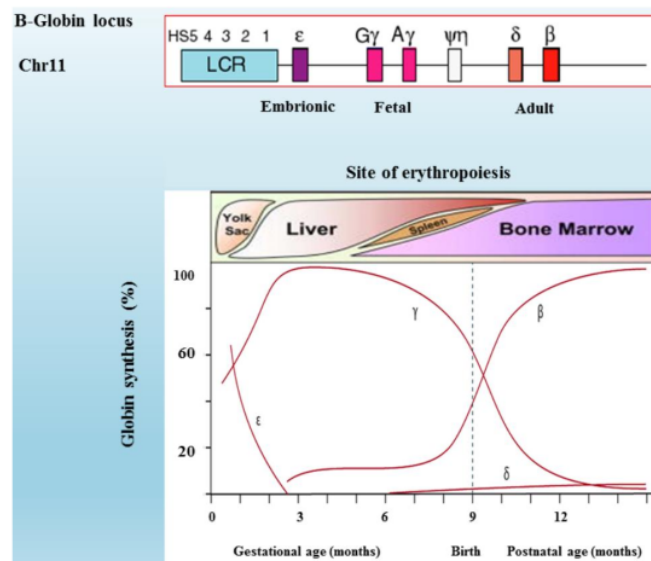 B-Globin locus
HS5 4 3 2 1 ε Gγ Aγ ψη δ β
Chr11
LCR
Embrionic Fetal Adult
Site of erythropoiesis
Yolk
Sac
Liver
Spleen
Bone Marrow
Globin synthesis (%)
100
60
20
γ
β
ε
δ
0 3 6 9 12
Gestational age (months) Birth Postnatal age (months)